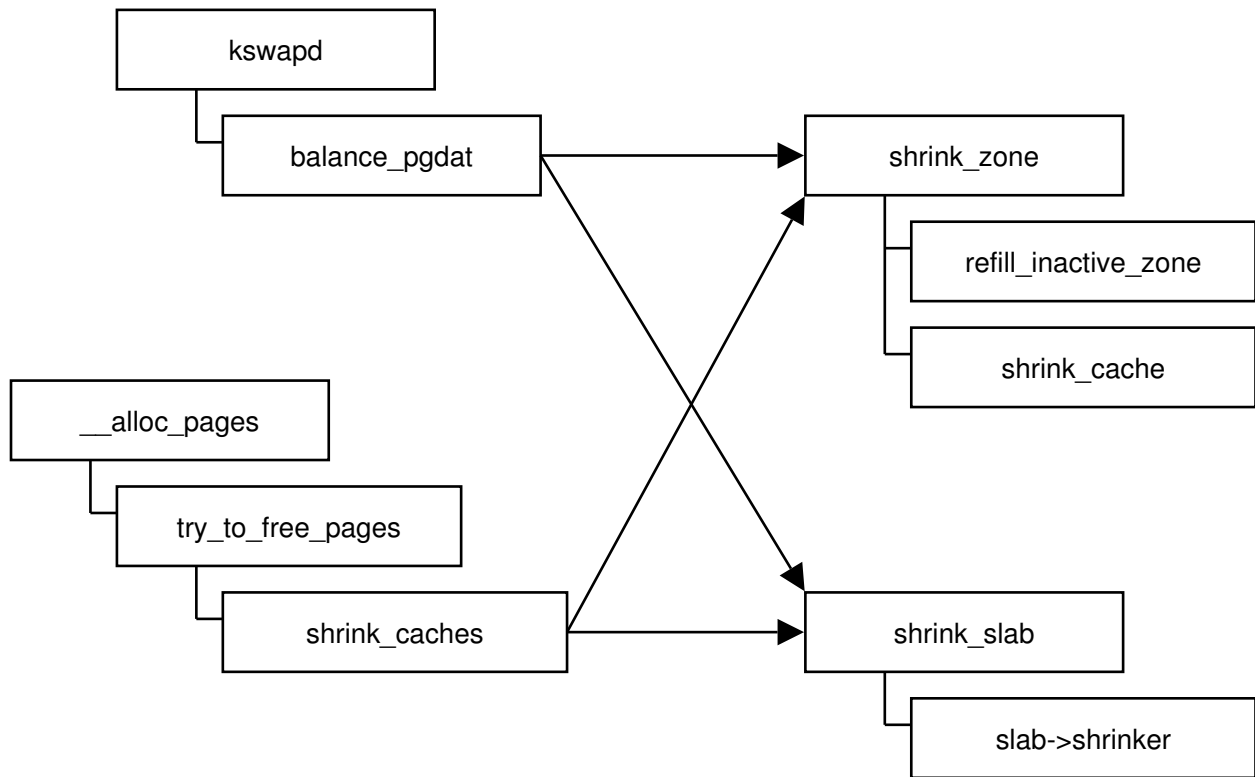 kswapd
balance_pgdat
shrink_zone
refill_inactive_zone
shrink_cache
__alloc_pages
try_to_free_pages
shrink_caches
shrink_slab
slab->shrinker